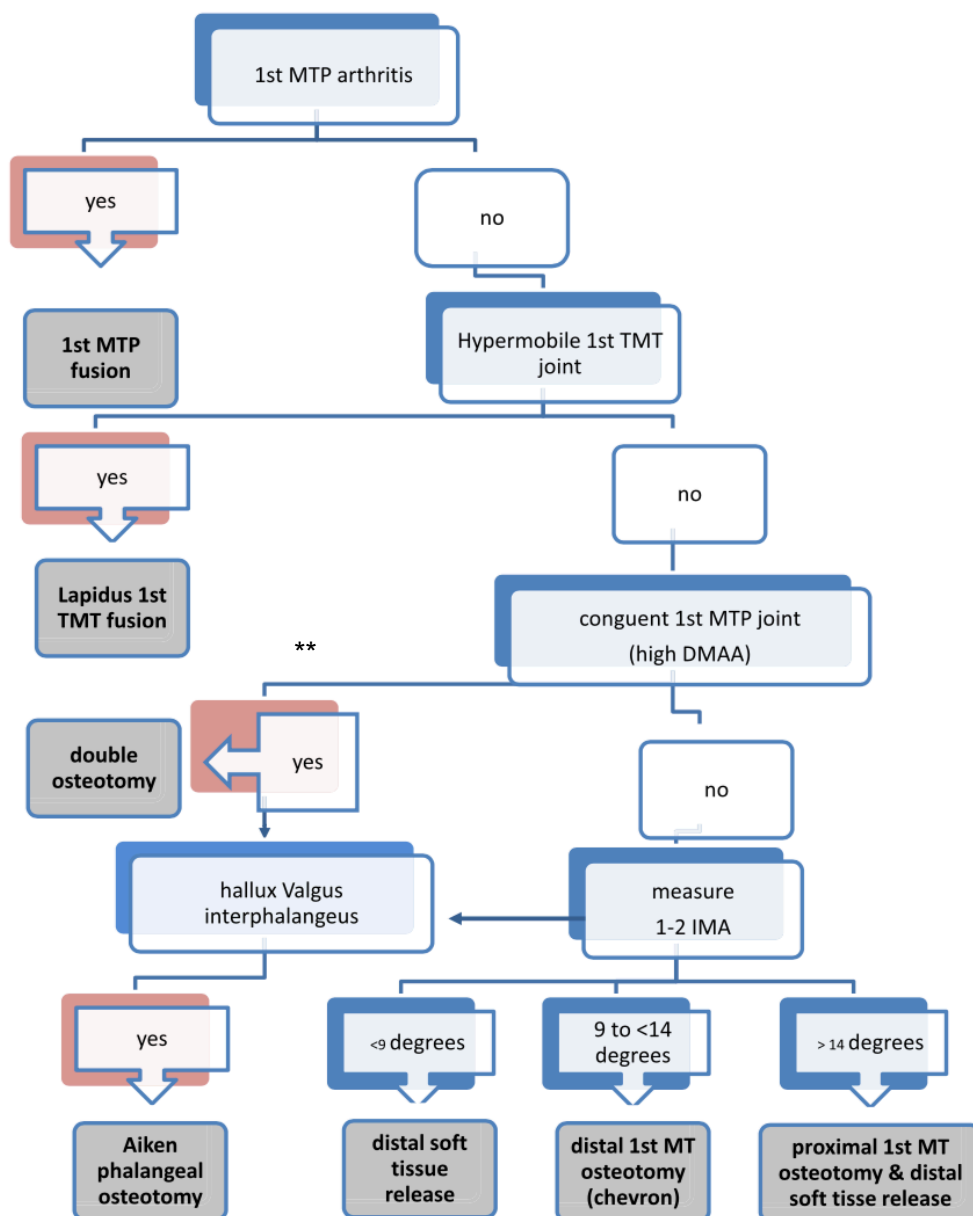 1st MTP arthritis
yes
no
1st MTP
fusion
Hypermobile 1st TMT
joint
yes
no
Lapidus 1st
TMT fusion
conguent 1st MTP joint
(high DMAA)
**
double
osteotomy
yes
no
hallux Valgus
interphalangeus
measure
1-2 IMA
yes
<9 degrees
9 to <14
degrees
> 14 degrees
Aiken
phalangeal
osteotomy
distal soft
tissue
release
distal 1st MT
osteotomy
(chevron)
proximal 1st MT
osteotomy & distal
soft tisse release